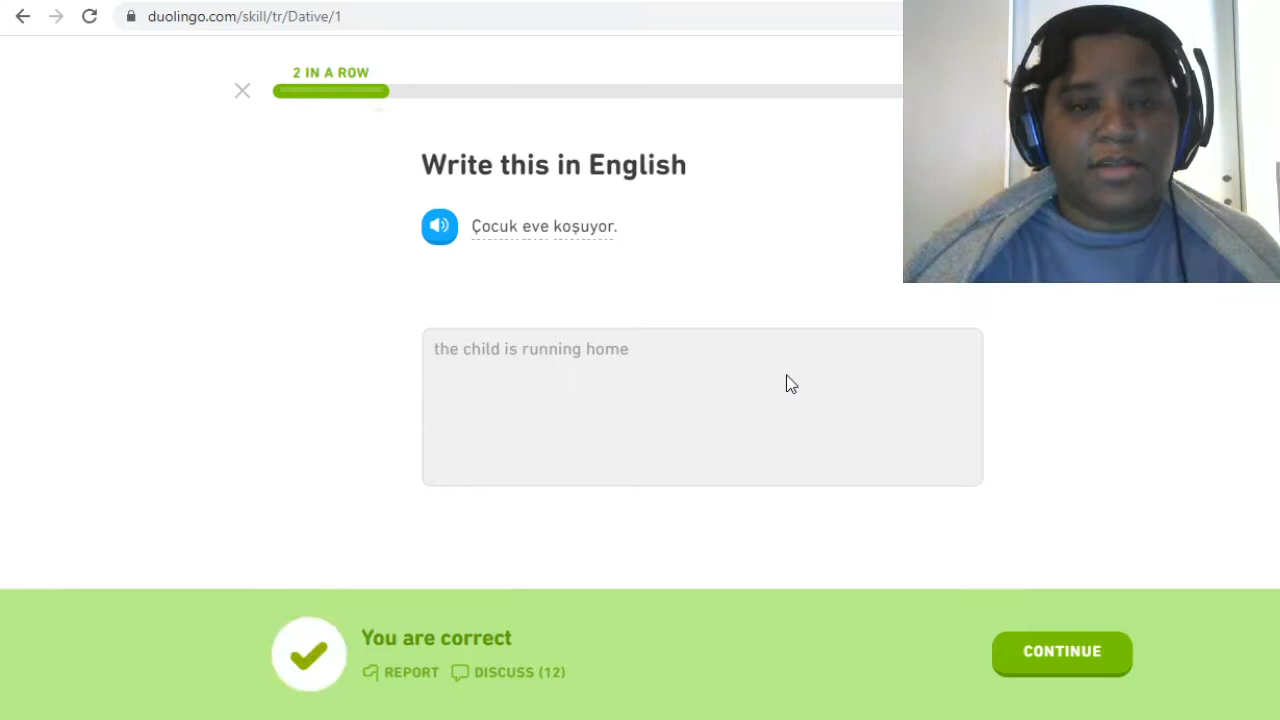 duolingo.com/skill/tr/Dative/1
2 IN A ROW
Write this in English
Çocuk eve koşuyor.
the child is running home
You are correct
REPORT
DISCUSS (12)
CONTINUE